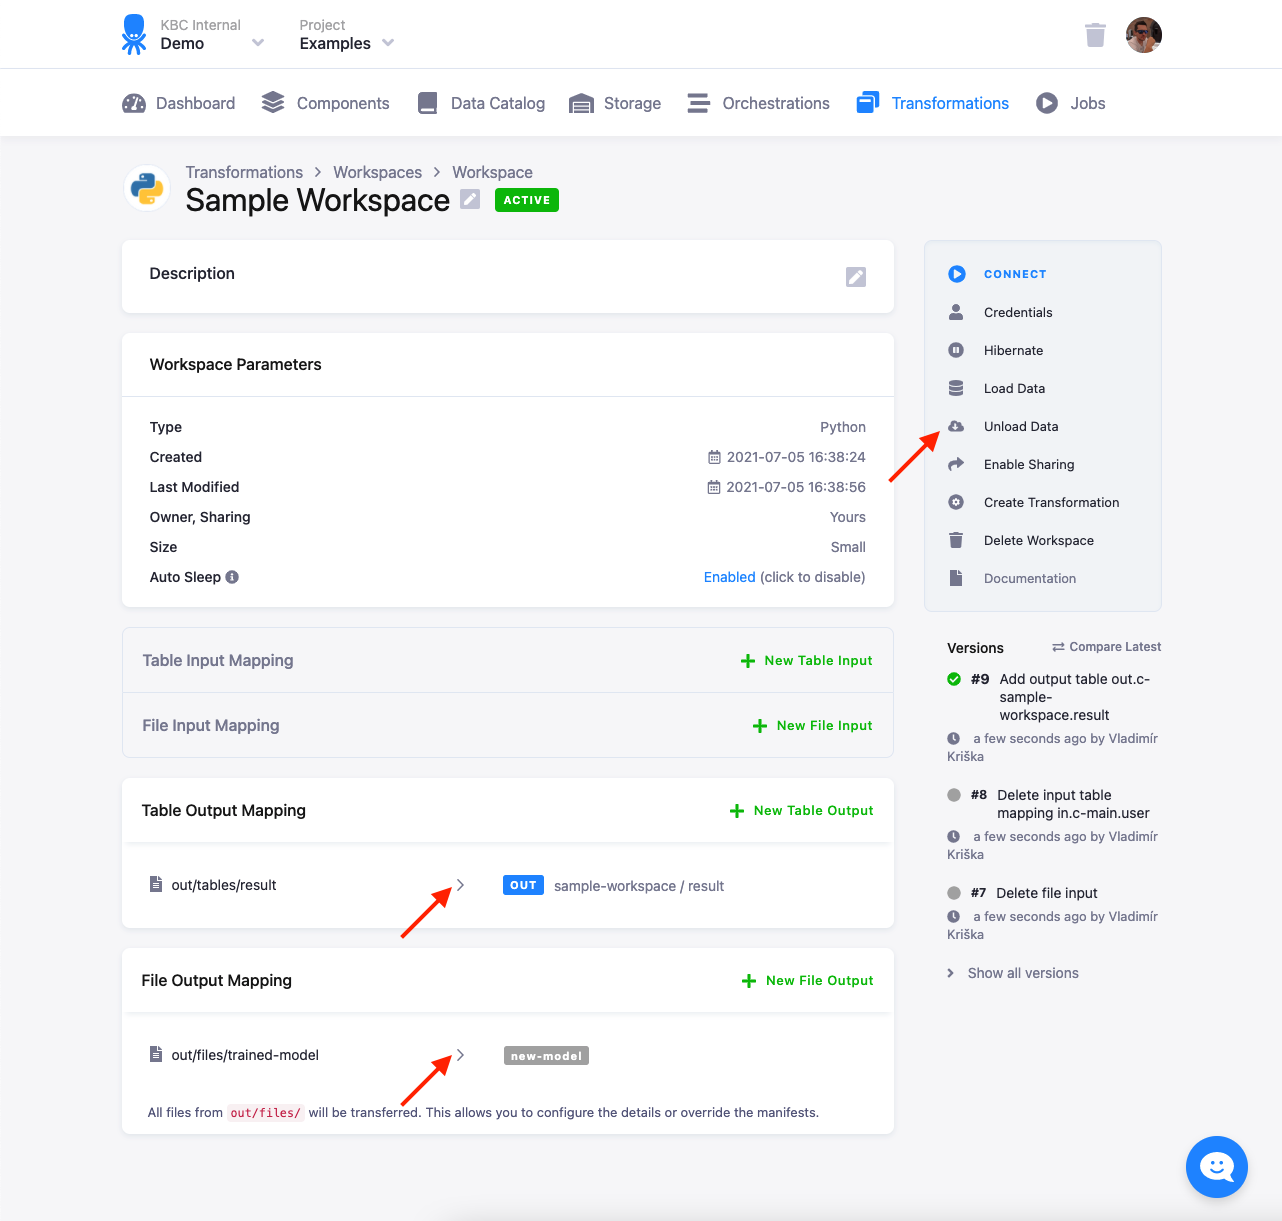 KBC Internal
Demo
Project
Examples
Dashboard
Components
Data Catalog
Storage
Orchestrations
Transformations
Jobs
Transformations > Workspaces > Workspace
Sample Workspace
ACTIVE
Description
Workspace Parameters
Type Python
Created 2021-07-05 16:38:24
Last Modified 2021-07-05 16:38:56
Owner, Sharing Yours
Size Small
Auto Sleep Enabled (click to disable)
Table Input Mapping New Table Input
File Input Mapping New File Input
Table Output Mapping New Table Output
out/tables/result OUT sample-workspace / result
File Output Mapping New File Output
out/files/trained-model new-model
All files from out/files/ will be transferred. This allows you to configure the details or override the manifests.
CONNECT
Credentials
Hibernate
Load Data
Unload Data
Enable Sharing
Create Transformation
Delete Workspace
Documentation
Versions Compare Latest
#9 Add output table out.c-
sample-
workspace.result
a few seconds ago by Vladimír
Kriška
#8 Delete input table
mapping in.c-main.user
a few seconds ago by Vladimír
Kriška
#7 Delete file input
a few seconds ago by Vladimír
Kriška
Show all versions